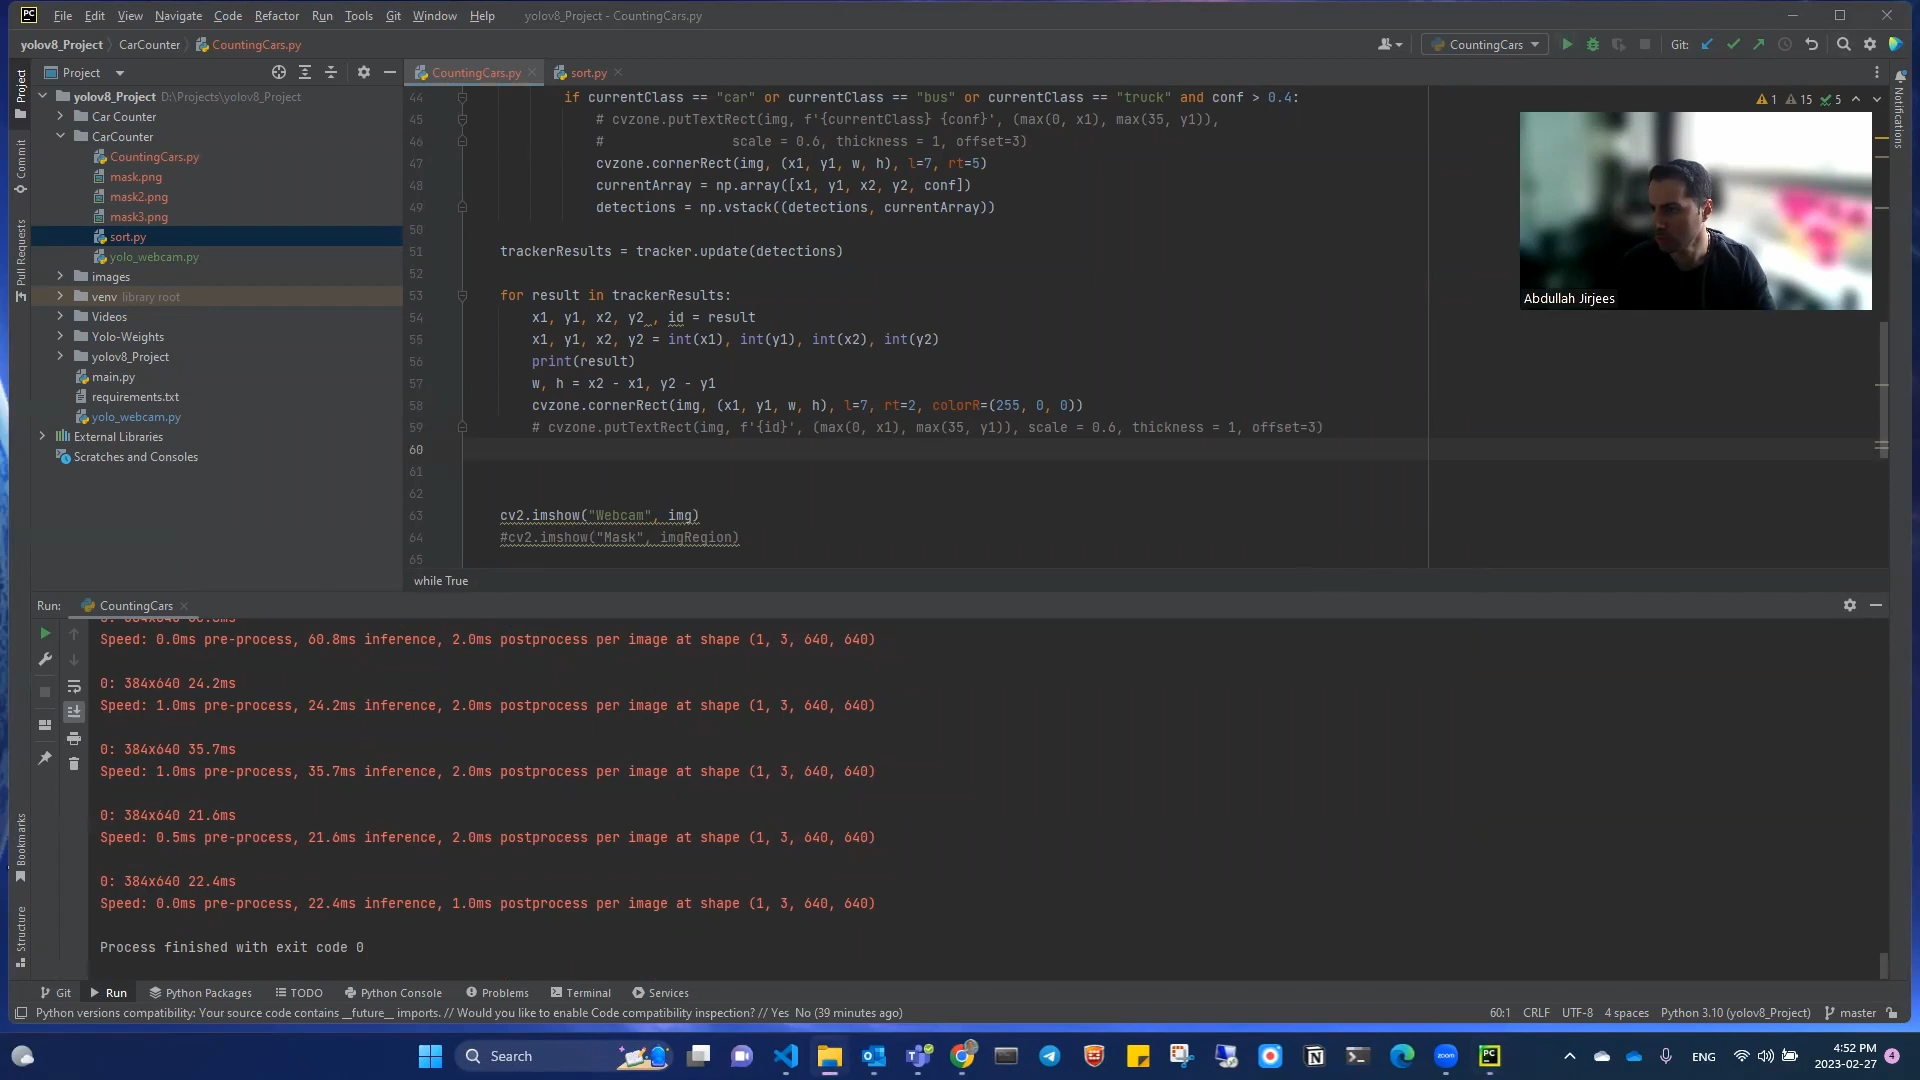 PC File Edit View Navigate Code Refactor Run Tools Git Window Help yolov8_Project - CountingCars.py
yolov8_Project CarCounter CountingCars.py CountingCars Git:
Project CountingCars.py sort.py
yolov8_Project D:\Projects\yolov8_Project
Car Counter
CarCounter
CountingCars.py
mask.png
mask2.png
mask3.png
sort.py
yolo_webcam.py
images
venv library root
Videos
Yolo-Weights
yolov8_Project
main.py
requirements.txt
yolo_webcam.py
External Libraries
Scratches and Consoles
Project
Commit
Pull Requests
Bookmarks
Structure
Notifications
1 15 5
44 if currentClass == "car" or currentClass == "bus" or currentClass == "truck" and conf > 0.4:
45 # cvzone.putTextRect(img, f'{currentClass} {conf}', (max(0, x1), max(35, y1)),
46 # scale = 0.6, thickness = 1, offset=3)
47 cvzone.cornerRect(img, (x1, y1, w, h), l=7, rt=5)
48 currentArray = np.array([x1, y1, x2, y2, conf])
49 detections = np.vstack((detections, currentArray))
50
51 trackerResults = tracker.update(detections)
52
53 for result in trackerResults:
54 x1, y1, x2, y2 , id = result
55 x1, y1, x2, y2 = int(x1), int(y1), int(x2), int(y2)
56 print(result)
57 w, h = x2 - x1, y2 - y1
58 cvzone.cornerRect(img, (x1, y1, w, h), l=7, rt=2, colorR=(255, 0, 0))
59 # cvzone.putTextRect(img, f'{id}', (max(0, x1), max(35, y1)), scale = 0.6, thickness = 1, offset=3)
60
61
62
63 cv2.imshow("Webcam", img)
64 #cv2.imshow("Mask", imgRegion)
65
while True
Abdullah Jirjees
Run: CountingCars
Speed: 0.0ms pre-process, 60.8ms inference, 2.0ms postprocess per image at shape (1, 3, 640, 640)
0: 384x640 24.2ms
Speed: 1.0ms pre-process, 24.2ms inference, 2.0ms postprocess per image at shape (1, 3, 640, 640)
0: 384x640 35.7ms
Speed: 1.0ms pre-process, 35.7ms inference, 2.0ms postprocess per image at shape (1, 3, 640, 640)
0: 384x640 21.6ms
Speed: 0.5ms pre-process, 21.6ms inference, 2.0ms postprocess per image at shape (1, 3, 640, 640)
0: 384x640 22.4ms
Speed: 0.0ms pre-process, 22.4ms inference, 1.0ms postprocess per image at shape (1, 3, 640, 640)
Process finished with exit code 0
Git Run Python Packages TODO Python Console Problems Terminal Services
Python versions compatibility: Your source code contains __future__ imports. // Would you like to enable Code compatibility inspection? // Yes No (39 minutes ago) 60:1 CRLF UTF-8 4 spaces Python 3.10 (yolov8_Project) master
Search zoom PC ENG 4:52 PM
2023-02-27 4